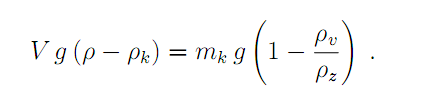 V g (ρ − ρ_k) = m_k g (1 − ρ_v/ρ_z) .